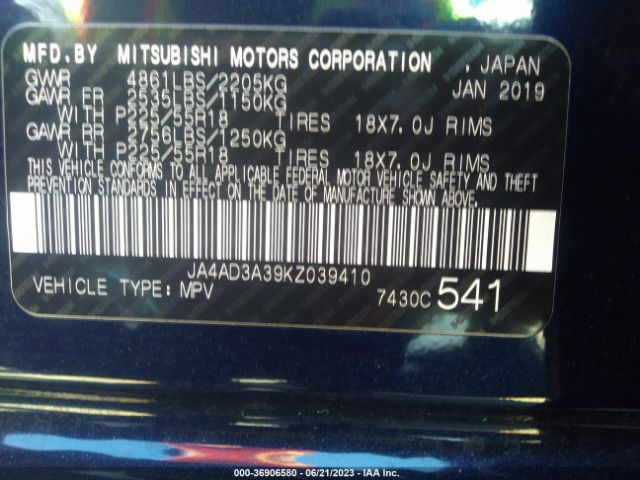 MFD.BY MITSUBISHI MOTORS CORPORATION , JAPAN
GVWR 4861LBS/2205KG JAN 2019
GAWR FR 2535LBS/1150KG
WITH P225/55R18 TIRES 18X7.0J RIMS
GAWR RR 2756LBS/1250KG
WITH P225/55R18 TIRES 18X7.0J RIMS
THIS VEHICLE CONFORMS TO ALL APPLICABLE FEDERAL MOTOR VEHICLE SAFETY AND THEFT
PREVENTION STANDARDS IN EFFECT ON THE DATE OF MANUFACTURE SHOWN ABOVE.
JA4AD3A39KZ039410
VEHICLE TYPE: MPV 7430C 541
000-36906580 - 06/21/2023 - IAA Inc.